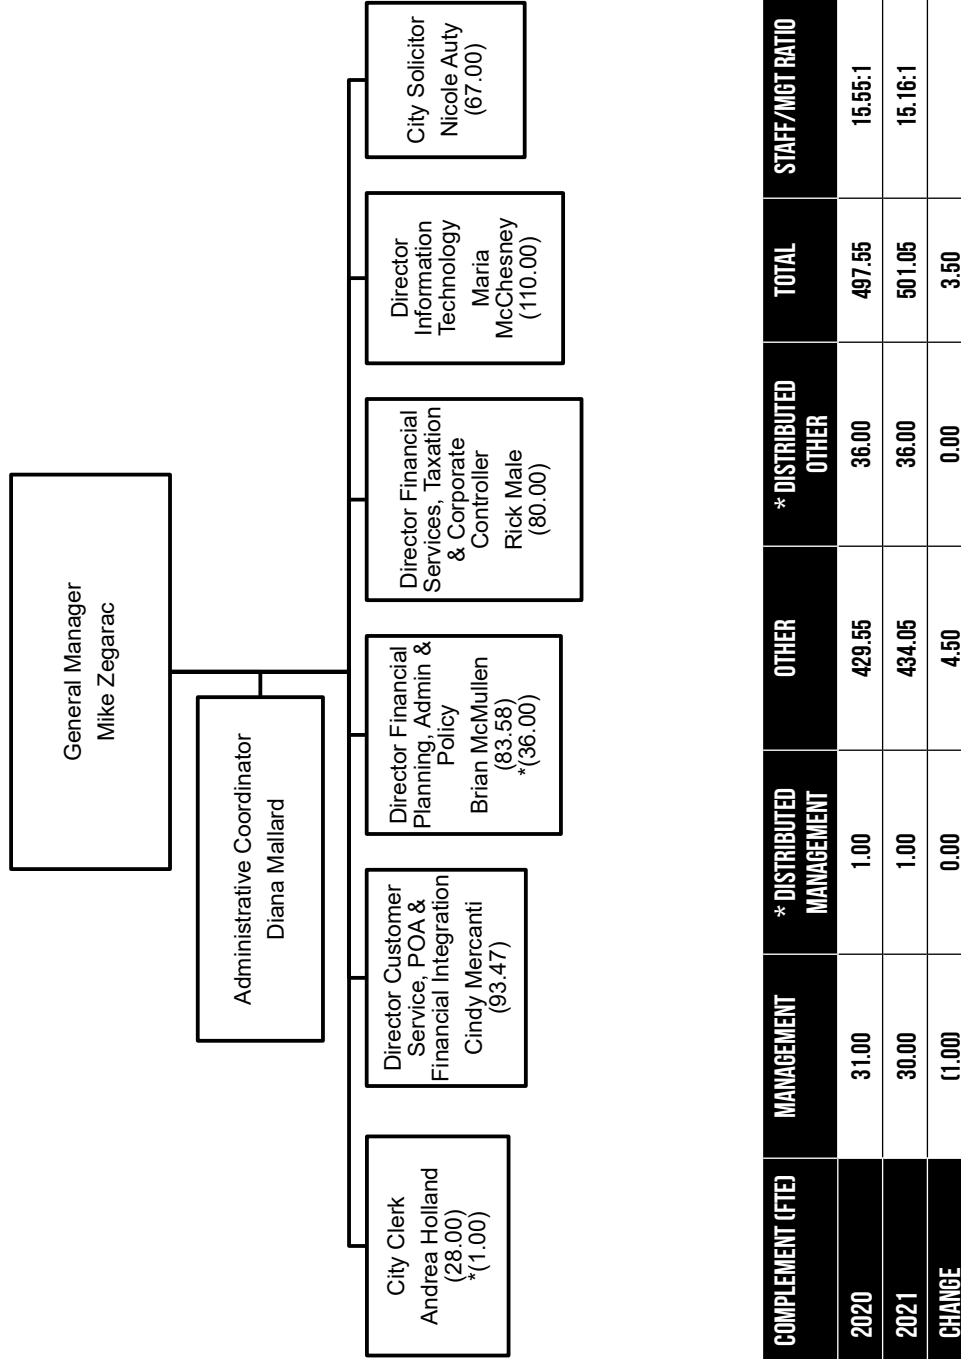 General Manager
Mike Zegarac
Administrative Coordinator
Diana Mallard
City Clerk
Andrea Holland
(28.00)
*(1.00)
Director Customer
Service, POA &
Financial Integration
Cindy Mercanti
(93.47)
Director Financial
Planning, Admin &
Policy
Brian McMullen
(83.58)
*(36.00)
Director Financial
Services, Taxation
& Corporate
Controller
Rick Male
(80.00)
Director
Information
Technology
Maria
McChesney
(110.00)
City Solicitor
Nicole Auty
(67.00)
COMPLEMENT (FTE) MANAGEMENT * DISTRIBUTED MANAGEMENT OTHER * DISTRIBUTED OTHER TOTAL STAFF/MGT RATIO
2020 31.00 1.00 429.55 36.00 497.55 15.55:1
2021 30.00 1.00 434.05 36.00 501.05 15.16:1
CHANGE (1.00) 0.00 4.50 0.00 3.50